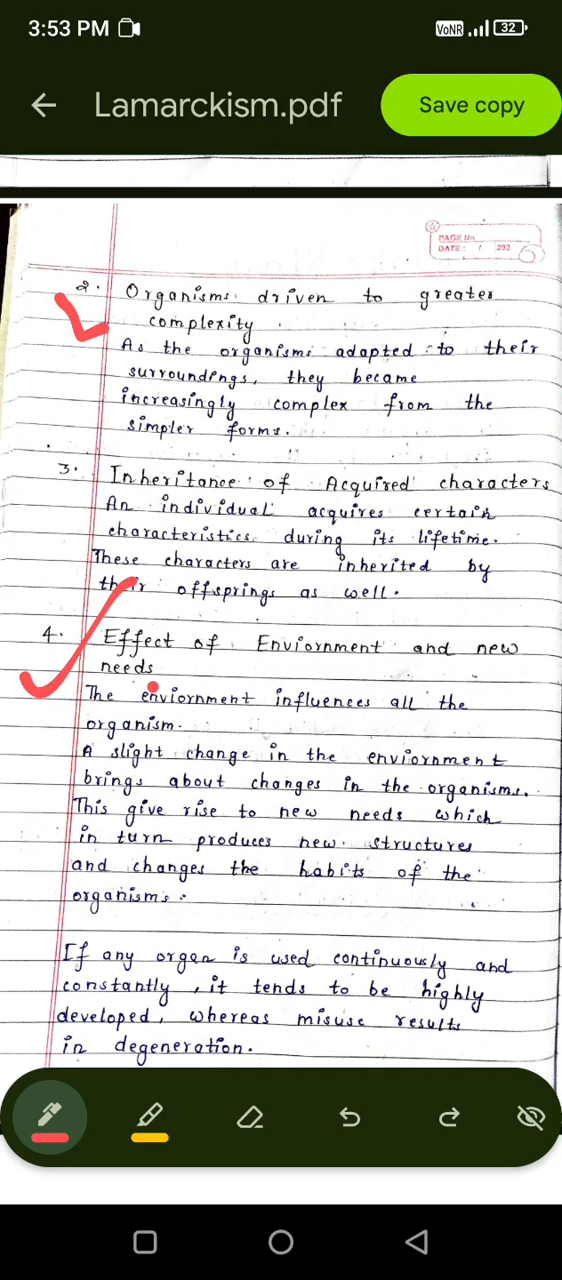 3:53 PM
VoNR 32
Lamarckism.pdf
Save copy
PAGE No.
DATE: / 202
2. Organisms driven to greater
complexity.
As the organisms adapted to their
surroundings, they became
increasingly complex from the
simpler forms.
3. Inheritance of Acquired characters
An individual acquires certain
characteristics during its lifetime.
These characters are inherited by
their offsprings as well.
4. Effect of Enviornment and new
needs
The enviornment influences all the
organism.
A slight change in the enviornment
brings about changes in the organisms.
This give rise to new needs which
in turn produces new structures
and changes the habits of the
organisms.
If any organ is used continuously and
constantly, it tends to be highly
developed, whereas misuse results
in degeneration.